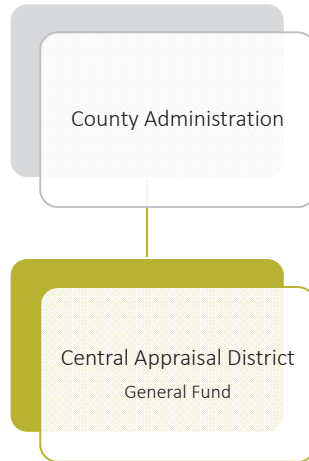 County Administration
Central Appraisal District
General Fund